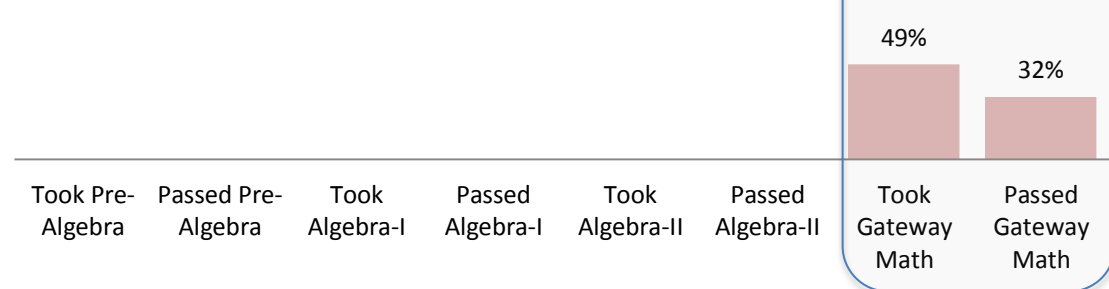 49%
32%
Took Pre-
Algebra
Passed Pre-
Algebra
Took
Algebra-I
Passed
Algebra-I
Took
Algebra-II
Passed
Algebra-II
Took
Gateway
Math
Passed
Gateway
Math